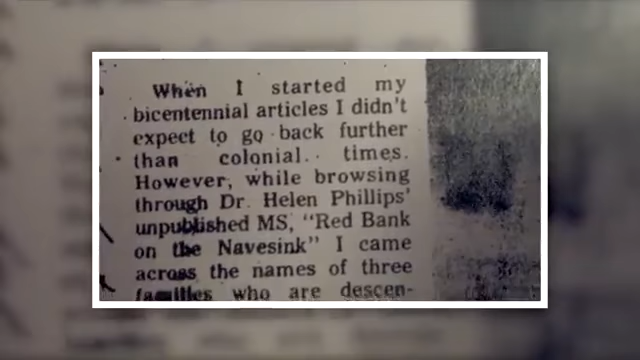 When I started my
bicentennial articles I didn't
expect to go back further
than colonial.. times.
However, while browsing
through Dr. Helen Phillips'
unpublished MS, "Red Bank
on the Navesink" I came
across the names of three
families who are descen-